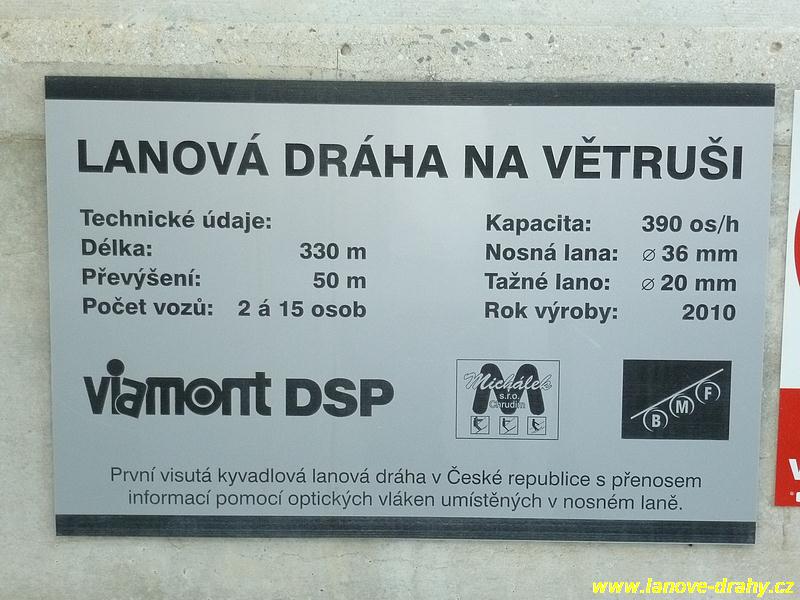 LANOVÁ DRÁHA NA VĚTRUŠI
Technické údaje:
Délka: 330 m
Převýšení: 50 m
Počet vozů: 2 á 15 osob
Kapacita: 390 os/h
Nosná lana: ⌀ 36 mm
Tažné lano: ⌀ 20 mm
Rok výroby: 2010
viamont DSP
M
Michálek
s.r.o.
Chrudim
B M F
První visutá kyvadlová lanová dráha v České republice s přenosem
informací pomocí optických vláken umístěných v nosném laně.
www.lanove-drahy.cz